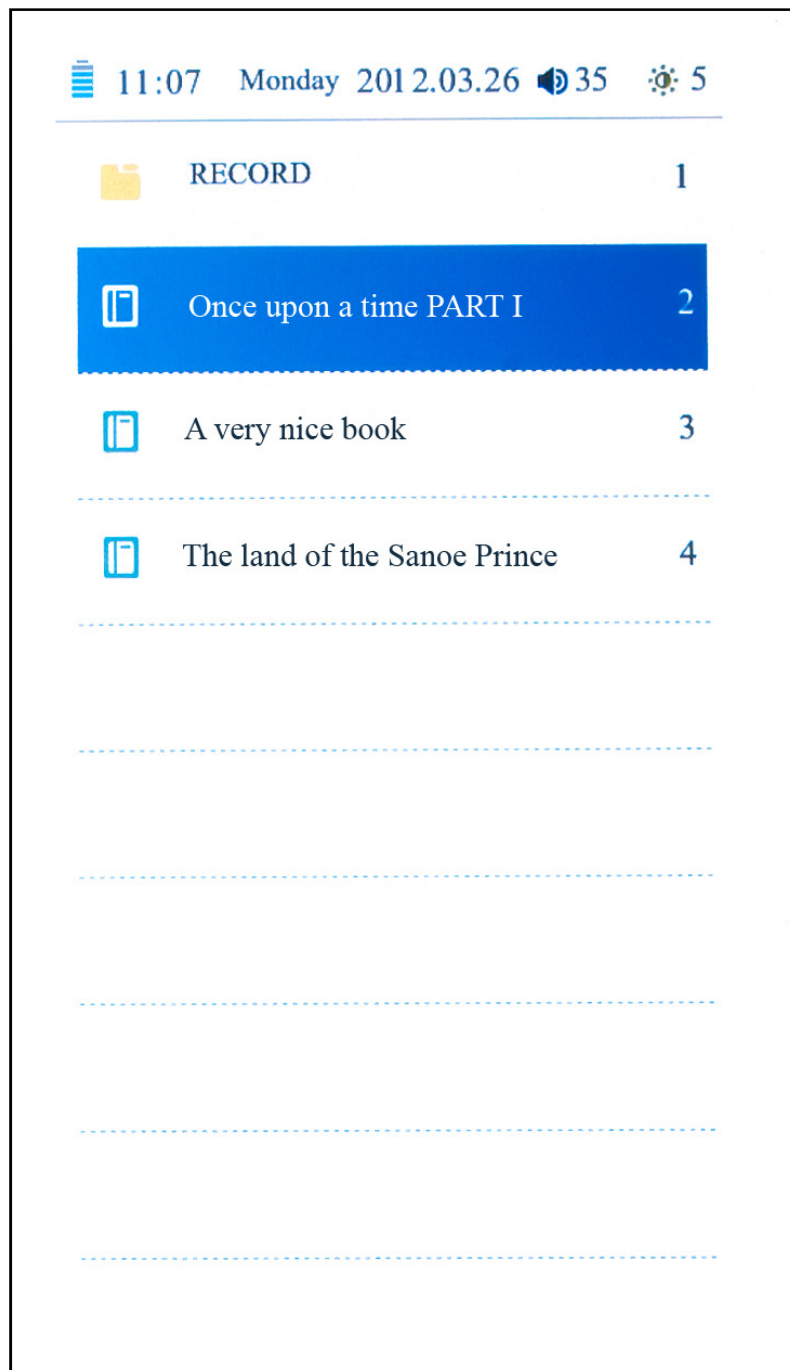 11:07 Monday 2012.03.26 35 5
RECORD 1
Once upon a time PART I 2
A very nice book 3
The land of the Sanoe Prince 4